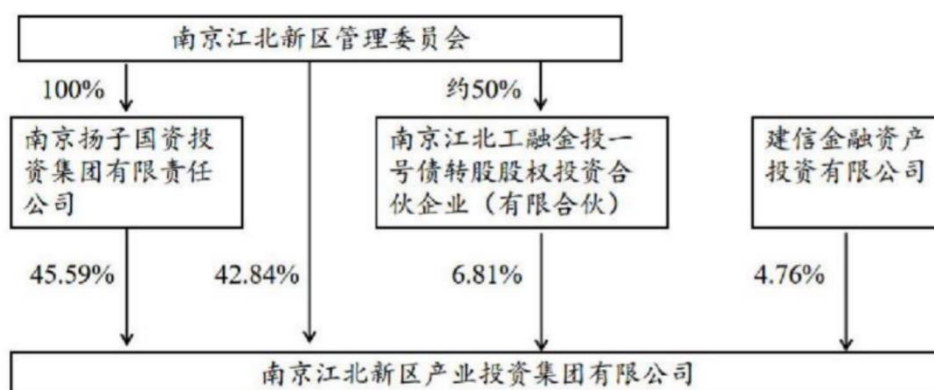 南京江北新区管理委员会
100%
约50%
南京扬子国资投
资集团有限责任
公司
南京江北工融金投一
号债转股股权投资合
伙企业（有限合伙）
建信金融资产
投资有限公司
45.59%
42.84%
6.81%
4.76%
南京江北新区产业投资集团有限公司